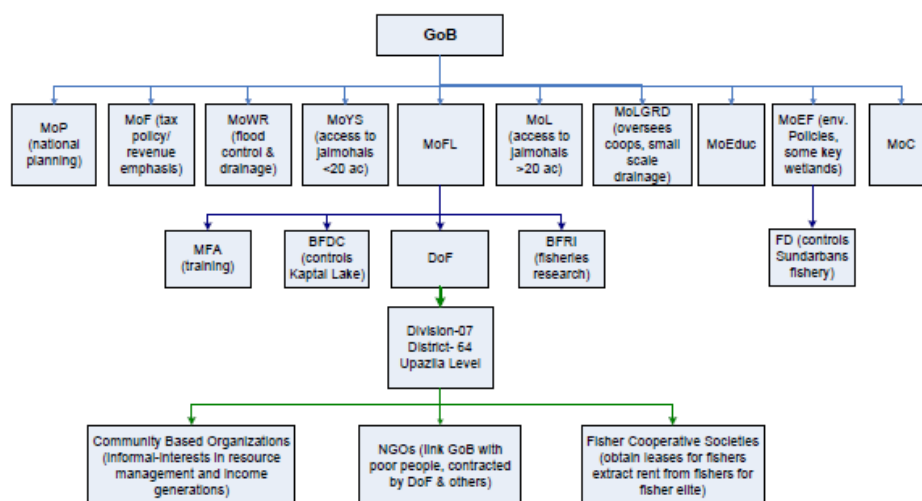 GoB
MoP
(national
planning)
MoF (tax
policy/
revenue
emphasis)
MoWR
(flood
control &
drainage)
MoYS
(access to
jalmohals
<20 ac)
MoFL
MoL
(access to
jalmohals
>20 ac)
MoLGRD
(oversees
coops, small
scale
drainage)
MoEduc
MoEF (env.
Policies,
some key
wetlands)
MoC
MFA
(training)
BFDC
(controls
Kaptai Lake)
DoF
BFRI
(fisheries
research)
FD (controls
Sundarbans
fishery)
Division-07
District- 64
Upazila Level
Community Based Organizations
(informal-interests in resource
management and income
generations)
NGOs (link GoB with
poor people, contracted
by DoF & others)
Fisher Cooperative Societies
(obtain leases for fishers
extract rent from fishers for
fisher elite)